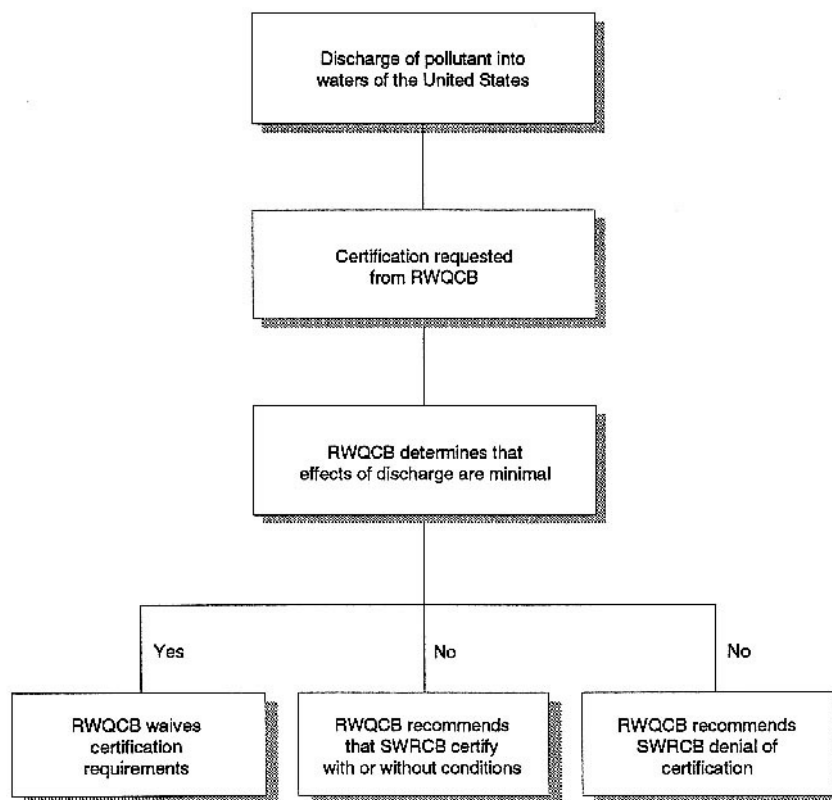 Discharge of pollutant into
waters of the United States
Certification requested
from RWQCB
RWQCB determines that
effects of discharge are minimal
Yes
No
No
RWQCB waives
certification
requirements
RWQCB recommends
that SWRCB certify
with or without conditions
RWQCB recommends
SWRCB denial of
certification